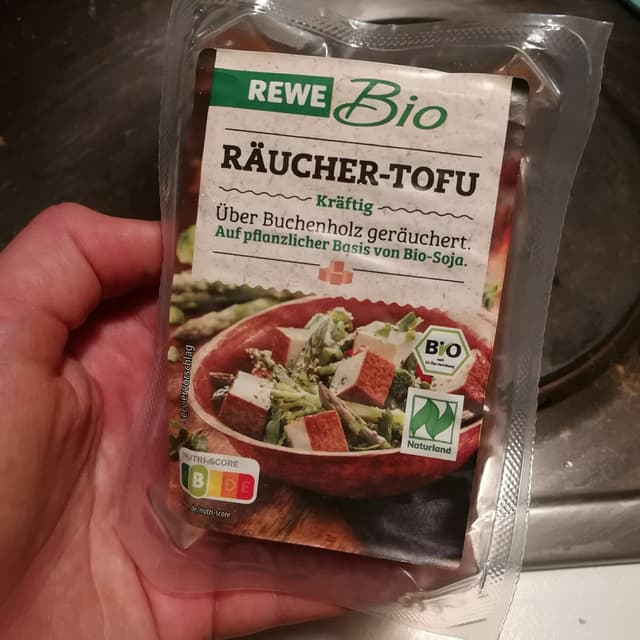 REWE Bio
RÄUCHER-TOFU
Kräftig
Über Buchenholz geräuchert.
Auf pflanzlicher Basis von Bio-Soja.
BiO
Naturland
NUTRI-SCORE
B D E